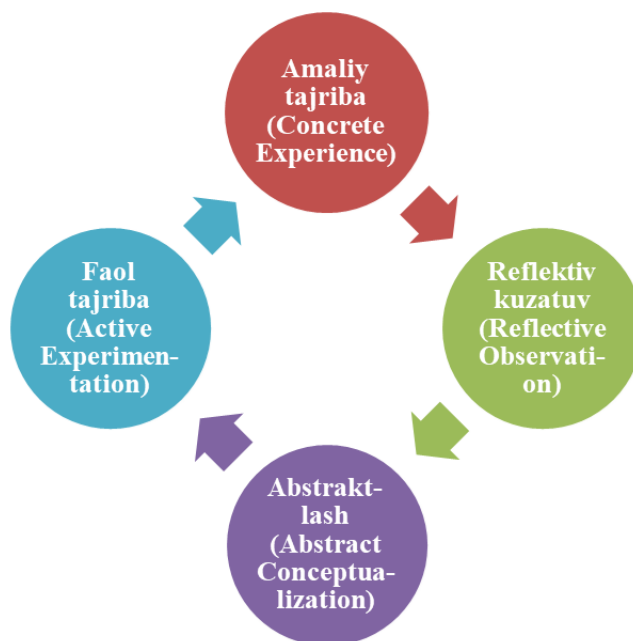 Amaliy
tajriba
(Concrete
Experience)
Reflektiv
kuzatuv
(Reflective
Observati-
on)
Abstrakt-
lash
(Abstract
Conceptua-
lization)
Faol
tajriba
(Active
Experimen-
tation)